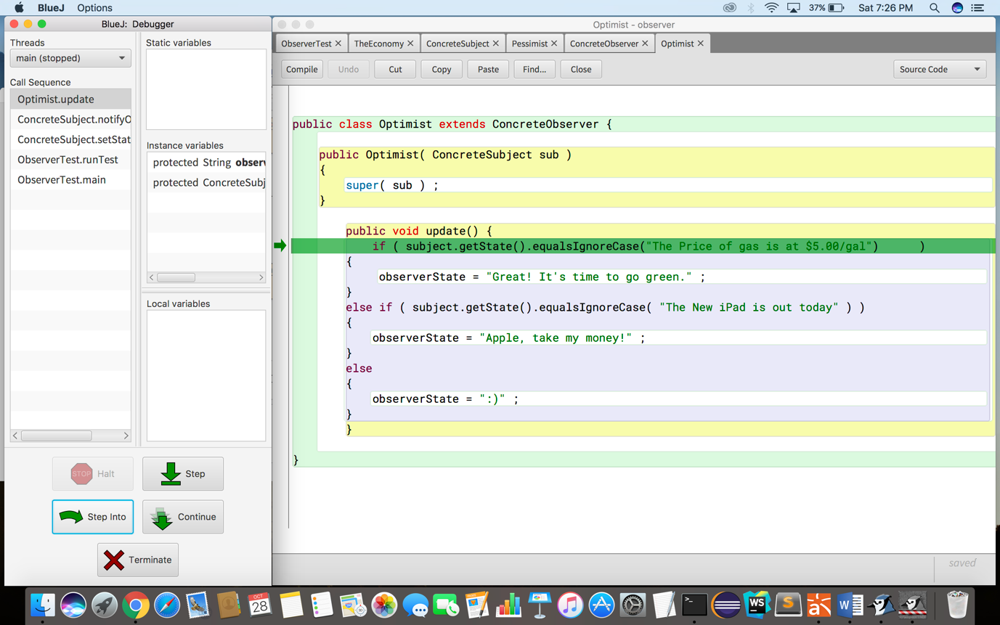 BlueJ Options 37% Sat 7:26 PM
BlueJ: Debugger
Optimist - observer
Threads
main (stopped)
Call Sequence
Optimist.update
ConcreteSubject.notifyO
ConcreteSubject.setStat
ObserverTest.runTest
ObserverTest.main
Static variables
Instance variables
protected String observ
protected ConcreteSubj
Local variables
STOP Halt
Step
Step Into
Continue
Terminate
ObserverTest TheEconomy ConcreteSubject Pessimist ConcreteObserver Optimist
Compile Undo Cut Copy Paste Find... Close Source Code
public class Optimist extends ConcreteObserver {
public Optimist( ConcreteSubject sub )
{
super( sub ) ;
}
public void update() {
if ( subject.getState().equalsIgnoreCase("The Price of gas is at $5.00/gal") )
{
observerState = "Great! It's time to go green." ;
}
else if ( subject.getState().equalsIgnoreCase( "The New iPad is out today" ) )
{
observerState = "Apple, take my money!" ;
}
else
{
observerState = ":)" ;
}
}
}
saved
OCT
28
WS
S
W